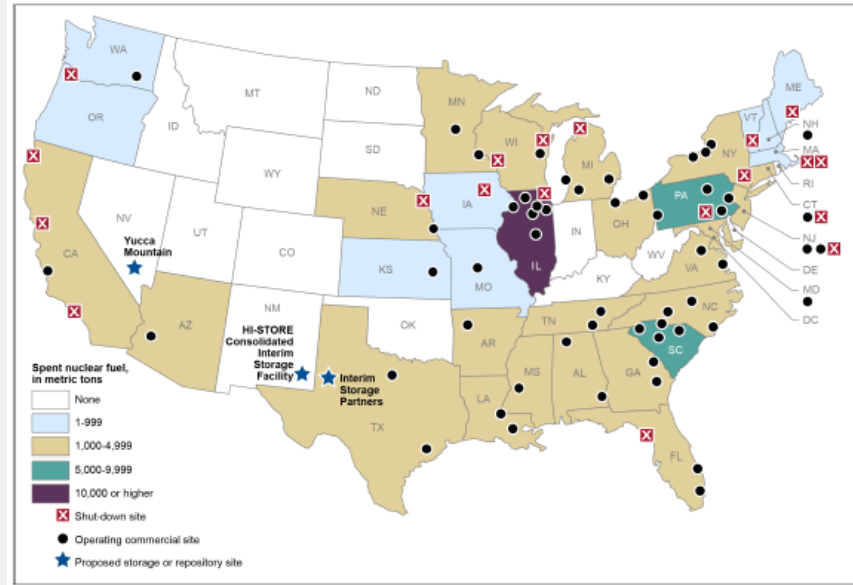 WA
MT
ND
MN
ME
OR
ID
SD
WI
VT
NH
MA
NY
MI
WY
RI
IA
PA
CT
NE
NV
OH
NJ
UT
IN
IL
Yucca
Mountain
CO
CA
WV
DE
KS
MO
KY
VA
MD
DC
NM
AZ
OK
TN
NC
HI-STORE
Consolidated
Interim
Storage
Facility
AR
SC
Interim
Storage
Partners
MS
AL
GA
LA
TX
FL
Spent nuclear fuel,
in metric tons
None
1-999
1,000-4,999
5,000-9,999
10,000 or higher
Shut-down site
Operating commercial site
Proposed storage or repository site